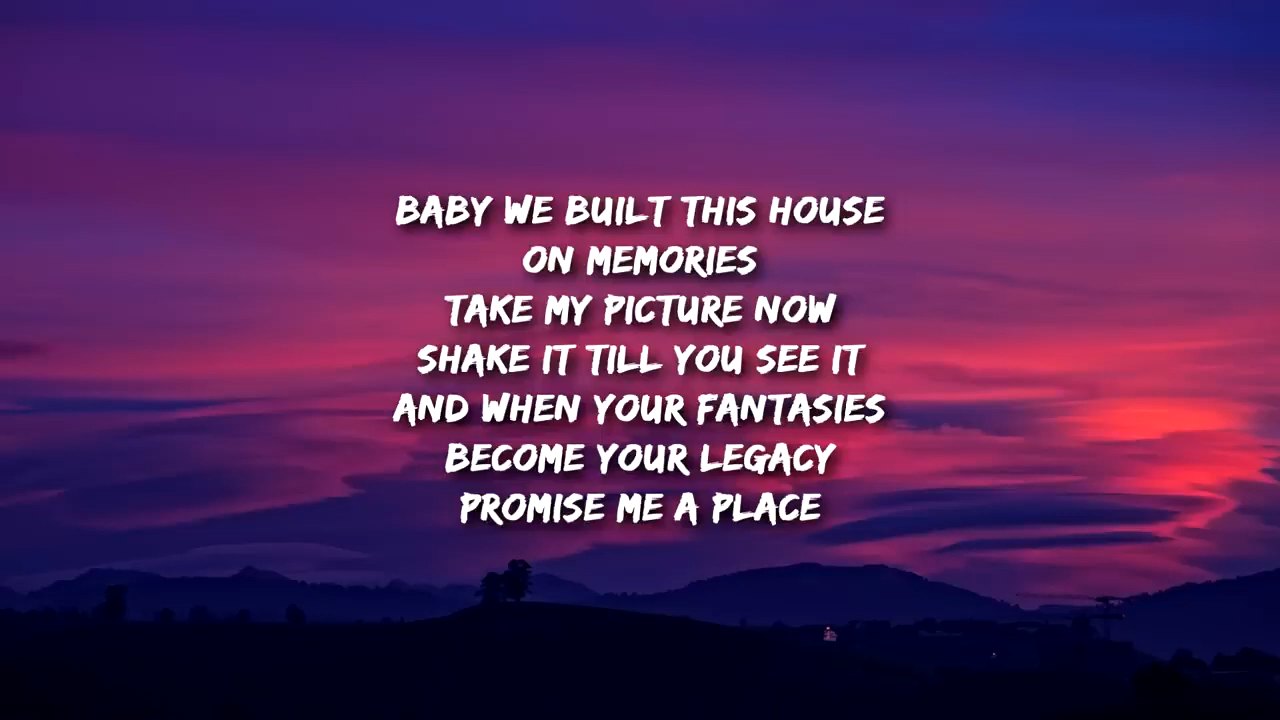 BABY WE BUILT THIS HOUSE
ON MEMORIES
TAKE MY PICTURE NOW
SHAKE IT TILL YOU SEE IT
AND WHEN YOUR FANTASIES
BECOME YOUR LEGACY
PROMISE ME A PLACE